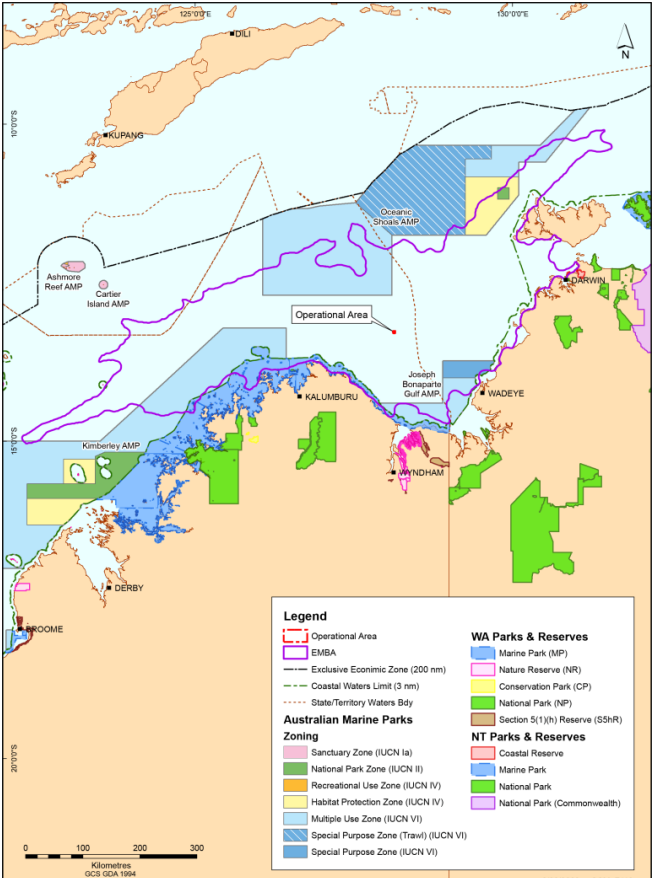 125°0'0"E
130°0'0"E
DILI
N
10°0'0"S
KUPANG
Oceanic
Shoals AMP
Ashmore
Reef AMP
Cartier
Island AMP
DARWIN
Operational Area
Joseph
Bonaparte
Gulf AMP
WADEYE
KALUMBURU
15°0'0"S
Kimberley AMP
WYNDHAM
DERBY
BROOME
20°0'0"S
Legend
Operational Area
EMBA
Exclusive Econimic Zone (200 nm)
Coastal Waters Limit (3 nm)
State/Territory Waters Bdy
Australian Marine Parks
Zoning
Sanctuary Zone (IUCN Ia)
National Park Zone (IUCN II)
Recreational Use Zone (IUCN IV)
Habitat Protection Zone (IUCN IV)
Multiple Use Zone (IUCN VI)
Special Purpose Zone (Trawl) (IUCN VI)
Special Purpose Zone (IUCN VI)
WA Parks & Reserves
Marine Park (MP)
Nature Reserve (NR)
Conservation Park (CP)
National Park (NP)
Section 5(1)(h) Reserve (S5hR)
NT Parks & Reserves
Coastal Reserve
Marine Park
National Park
National Park (Commonwealth)
0 50 100 200 300
Kilometres
GCS GDA 1994